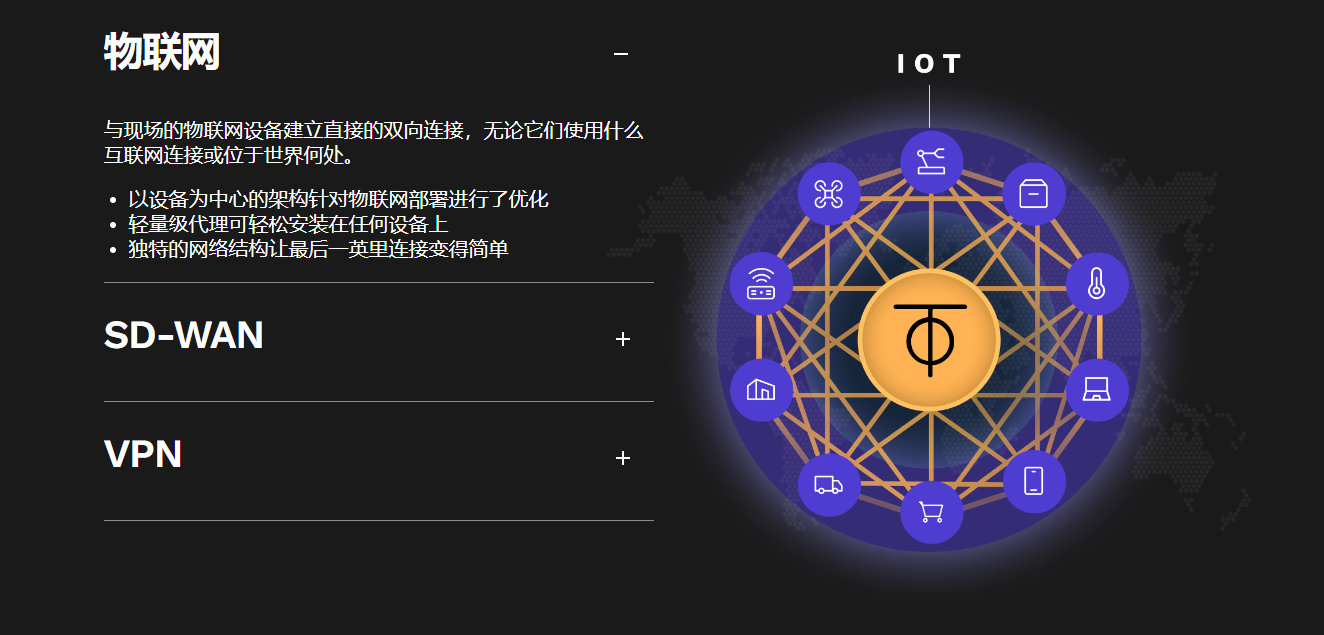 物联网
与现场的物联网设备建立直接的双向连接，无论它们使用什么
互联网连接或位于世界何处。
以设备为中心的架构针对物联网部署进行了优化
轻量级代理可轻松安装在任何设备上
独特的网络结构让最后一英里连接变得简单
SD-WAN
VPN
IOT